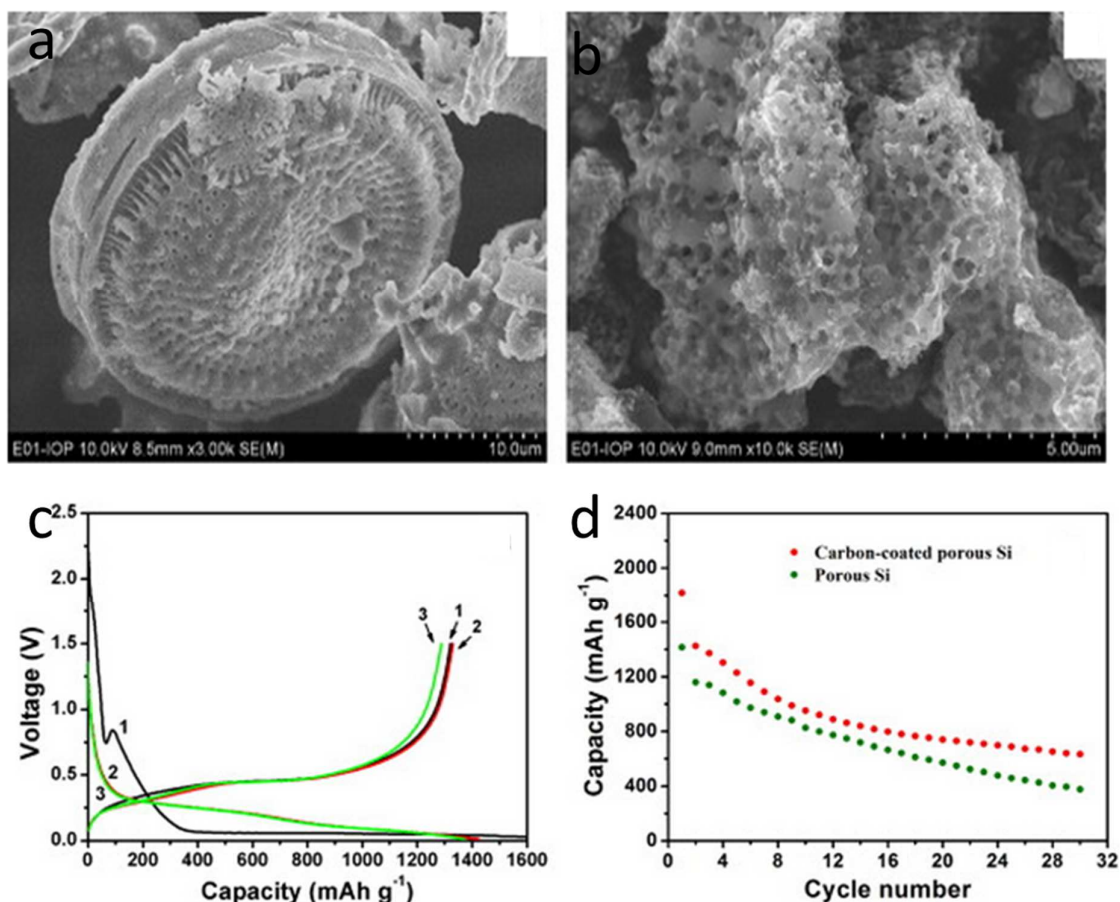 a
b
E01-IOP 10.0kV 8.5mm x3.00k SE(M)
10.0um
E01-IOP 10.0kV 9.0mm x10.0k SE(M)
5.00um
c
2.5
2.0
1.5
1.0
0.5
0.0
Voltage (V)
3
1
2
1
2
3
0
200
400
600
800
1000
1200
1400
1600
Capacity (mAh g⁻¹)
d
2400
2000
1600
1200
800
400
0
Capacity (mAh g⁻¹)
Carbon-coated porous Si
Porous Si
0
4
8
12
16
20
24
28
32
Cycle number